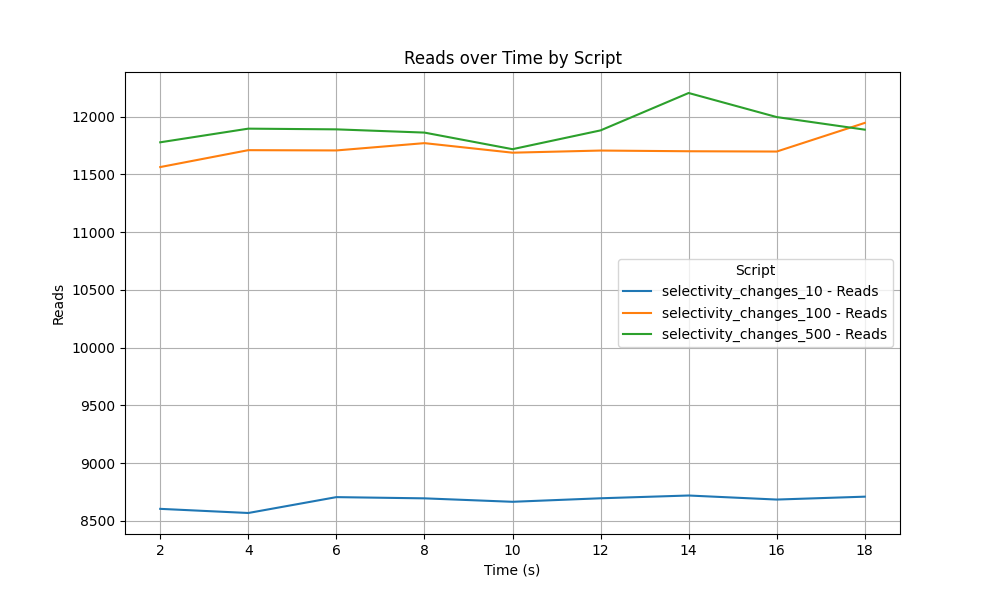 Reads over Time by Script
12000
11500
11000
10500
10000
9500
9000
8500
Reads
Script
selectivity_changes_10 - Reads
selectivity_changes_100 - Reads
selectivity_changes_500 - Reads
2 4 6 8 10 12 14 16 18
Time (s)